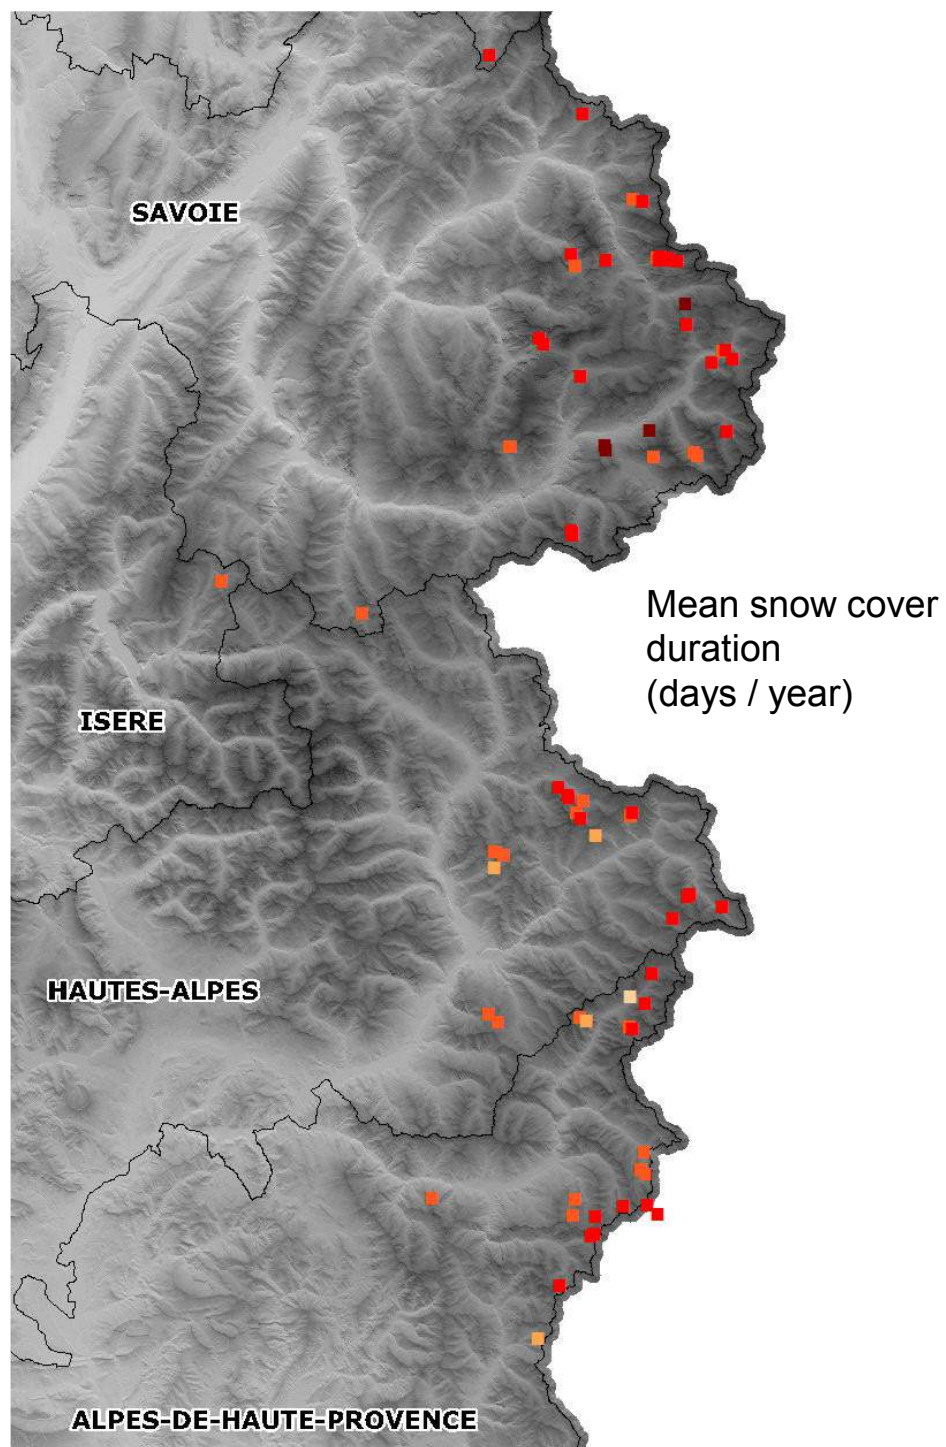 SAVOIE
Mean snow cover
duration
(days / year)
ISERE
HAUTES-ALPES
ALPES-DE-HAUTE-PROVENCE